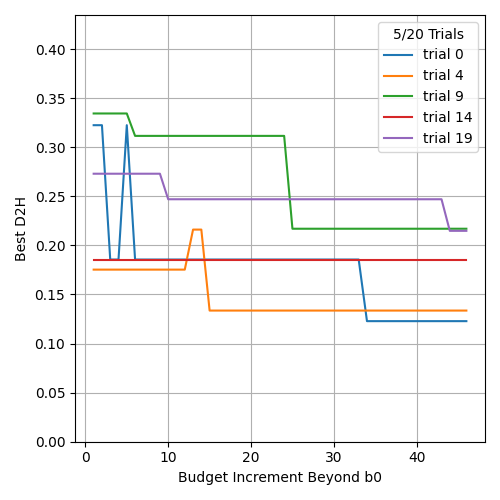 5/20 Trials
trial 0
trial 4
trial 9
trial 14
trial 19
Best D2H
0.40
0.35
0.30
0.25
0.20
0.15
0.10
0.05
0.00
0 10 20 30 40
Budget Increment Beyond b0